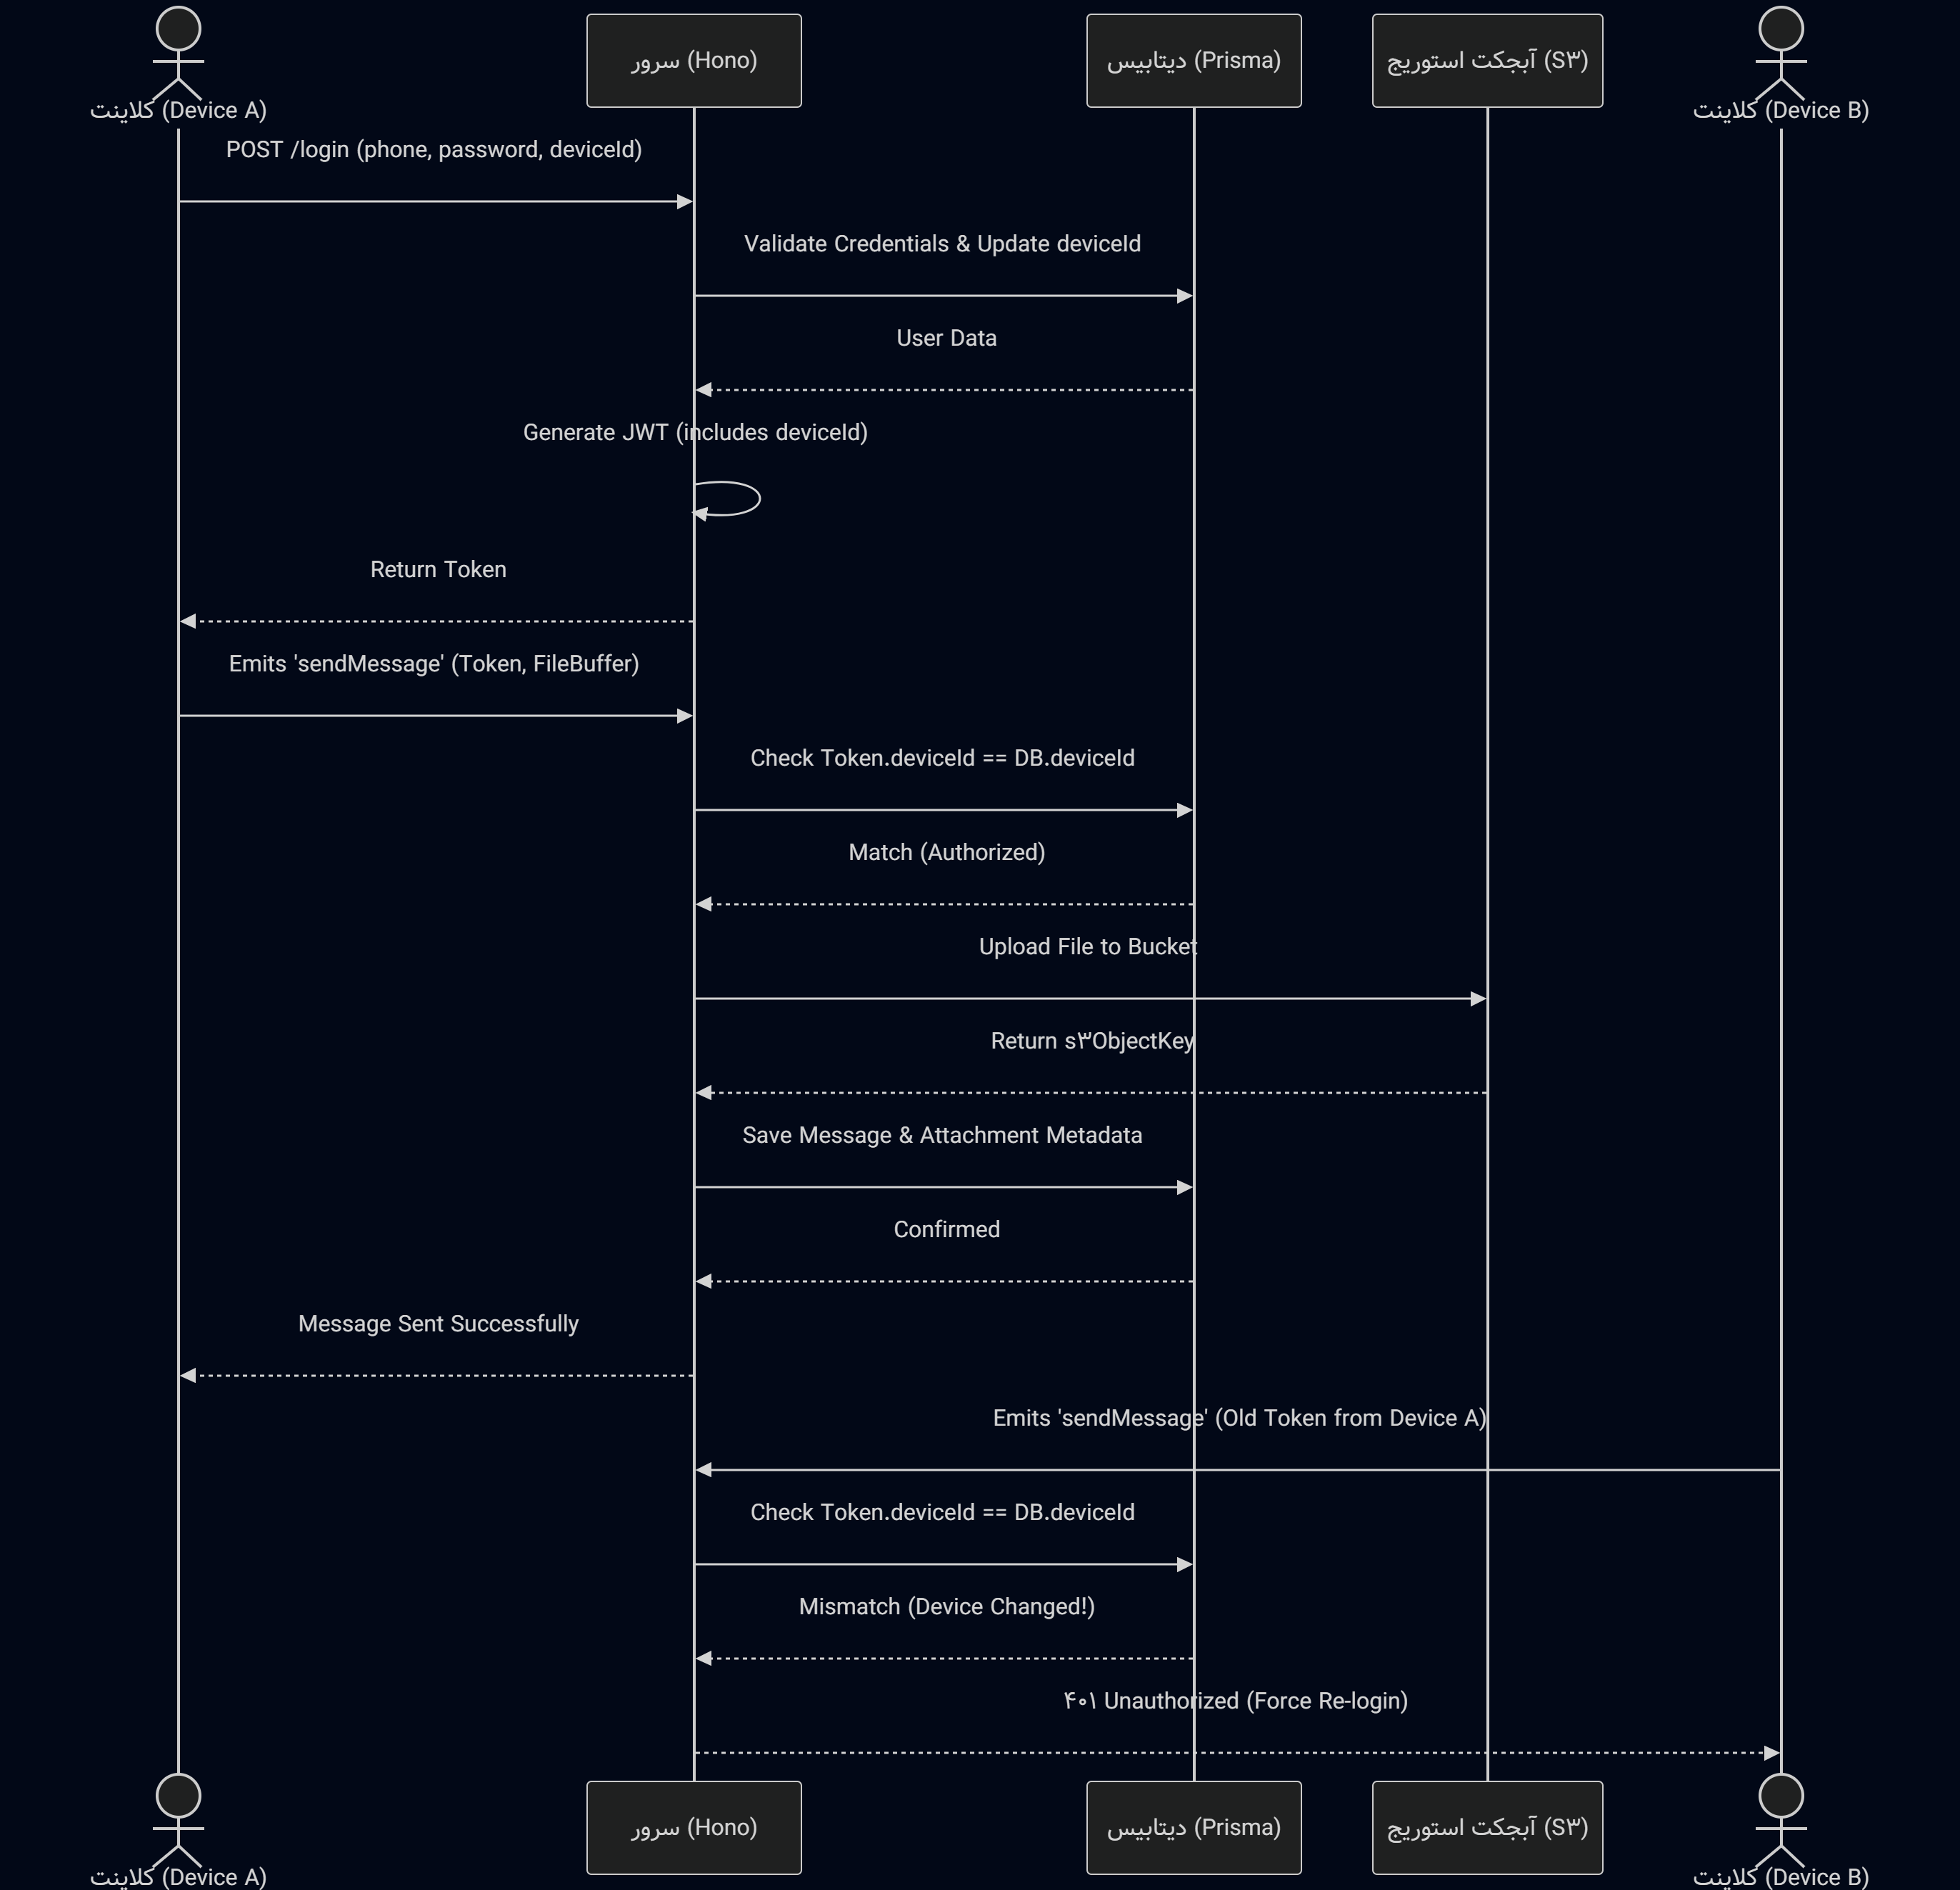 کلاینت (Device A)
سرور (Hono)
دیتابیس (Prisma)
آبجکت استوریج (S۳)
کلاینت (Device B)
POST /login (phone, password, deviceId)
Validate Credentials & Update deviceId
User Data
Generate JWT (includes deviceId)
Return Token
Emits 'sendMessage' (Token, FileBuffer)
Check Token.deviceId == DB.deviceId
Match (Authorized)
Upload File to Bucket
Return s۳ObjectKey
Save Message & Attachment Metadata
Confirmed
Message Sent Successfully
Emits 'sendMessage' (Old Token from Device A)
Check Token.deviceId == DB.deviceId
Mismatch (Device Changed!)
۴۰۱ Unauthorized (Force Re-login)
کلاینت (Device A)
سرور (Hono)
دیتابیس (Prisma)
آبجکت استوریج (S۳)
کلاینت (Device B)